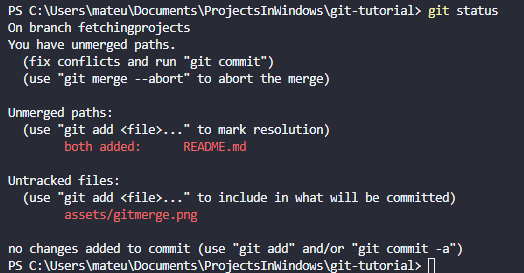 PS C:\Users\mateu\Documents\ProjectsInWindows\git-tutorial> git status
On branch fetchingprojects
You have unmerged paths.
  (fix conflicts and run "git commit")
  (use "git merge --abort" to abort the merge)

Unmerged paths:
  (use "git add <file>..." to mark resolution)
        both added:      README.md

Untracked files:
  (use "git add <file>..." to include in what will be committed)
        assets/gitmerge.png

no changes added to commit (use "git add" and/or "git commit -a")
PS C:\Users\mateu\Documents\ProjectsInWindows\git-tutorial>